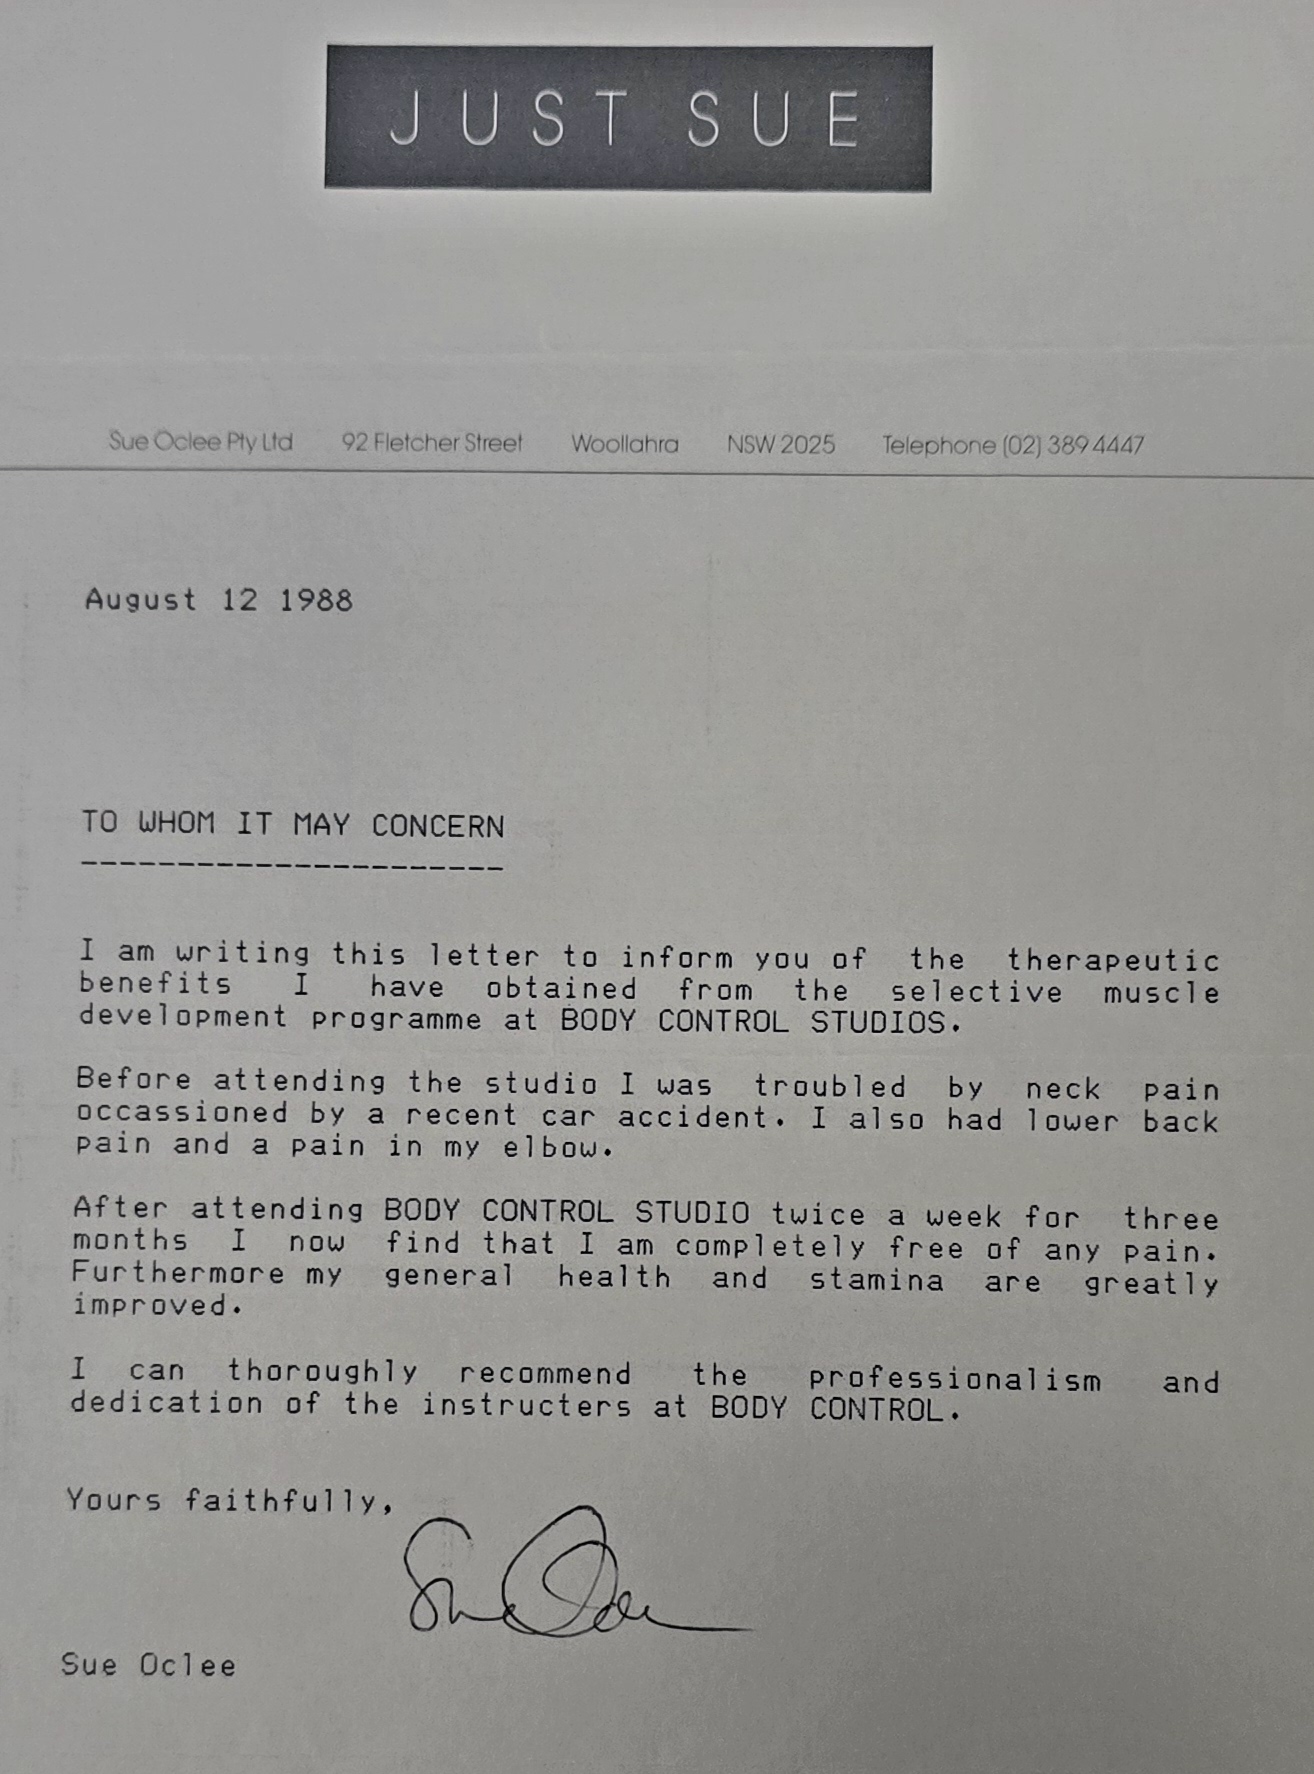 JUST SUE
Sue Oclee Pty Ltd 92 Fletcher Street Woollahra NSW 2025 Telephone (02) 389 4447
August 12 1988
TO WHOM IT MAY CONCERN
----------------------
I am writing this letter to inform you of the therapeutic
benefits I have obtained from the selective muscle
development programme at BODY CONTROL STUDIOS.
Before attending the studio I was troubled by neck pain
occassioned by a recent car accident. I also had lower back
pain and a pain in my elbow.
After attending BODY CONTROL STUDIO twice a week for three
months I now find that I am completely free of any pain.
Furthermore my general health and stamina are greatly
improved.
I can thoroughly recommend the professionalism and
dedication of the instructers at BODY CONTROL.
Yours faithfully,
Sue Oclee
Sue Oclee